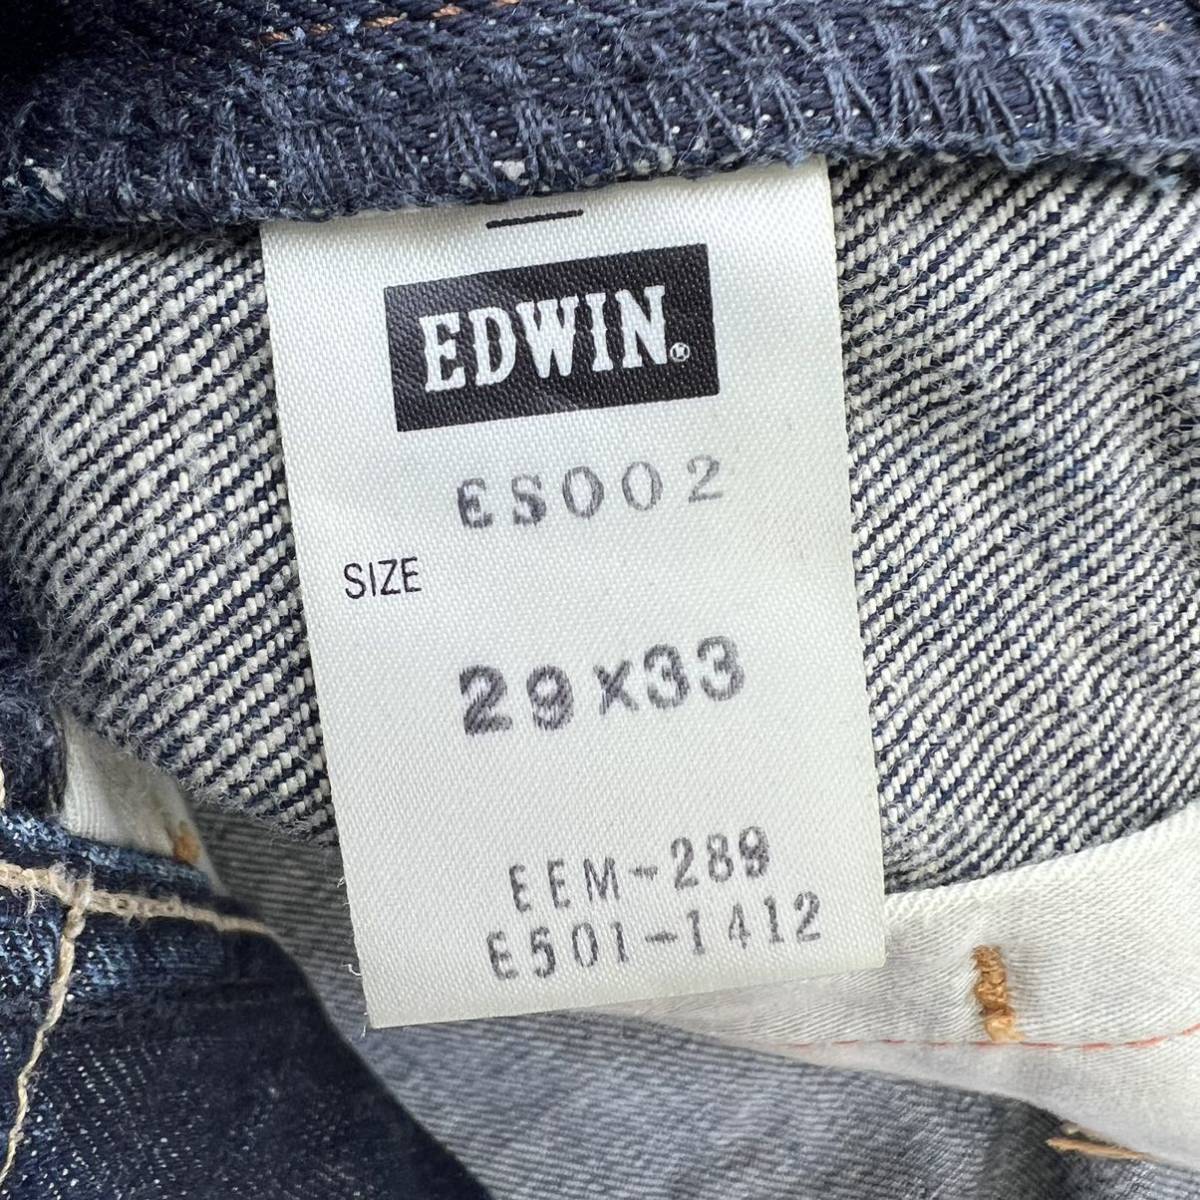 EDWIN®
ES002
SIZE
29x33
EEM-289
E501-1412